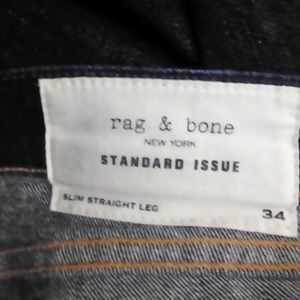 rag & bone
NEW YORK
STANDARD ISSUE
SLIM STRAIGHT LEG
34